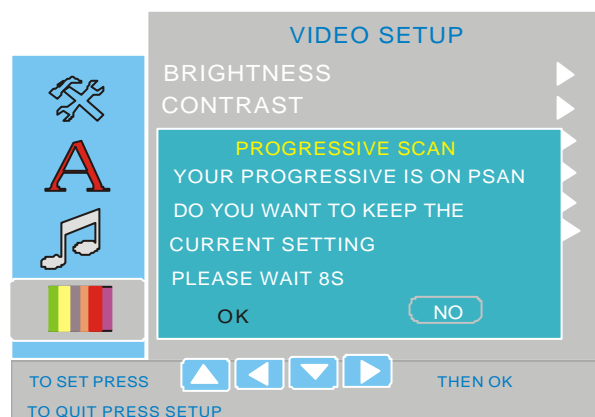 VIDEO SETUP
BRIGHTNESS
CONTRAST
PROGRESSIVE SCAN
YOUR PROGRESSIVE IS ON PSAN
DO YOU WANT TO KEEP THE
CURRENT SETTING
PLEASE WAIT 8S
OK NO
A
TO SET PRESS THEN OK
TO QUIT PRESS SETUP